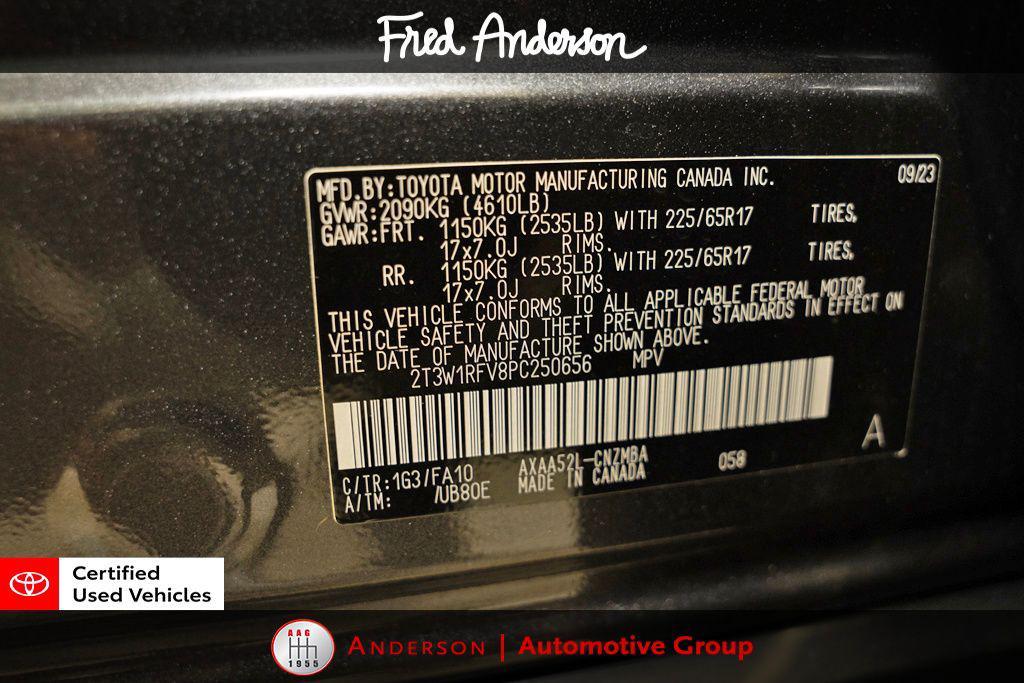 Fred Anderson
MFD.BY:TOYOTA MOTOR MANUFACTURING CANADA INC. 09/23
GVWR:2090KG (4610LB)
GAWR:FRT. 1150KG (2535LB) WITH 225/65R17 TIRES,
17x7.0J RIMS.
RR. 1150KG (2535LB) WITH 225/65R17 TIRES,
17x7.0J RIMS.
THIS VEHICLE CONFORMS TO ALL APPLICABLE FEDERAL MOTOR
VEHICLE SAFETY AND THEFT PREVENTION STANDARDS IN EFFECT ON
THE DATE OF MANUFACTURE SHOWN ABOVE.
2T3W1RFV8PC250656 MPV
A
C/TR:1G3/FA10 AXAA52L-CNZMBA 058
A/TM: /UB80E MADE IN CANADA
Certified
Used Vehicles
AAG
1955
ANDERSON | Automotive Group